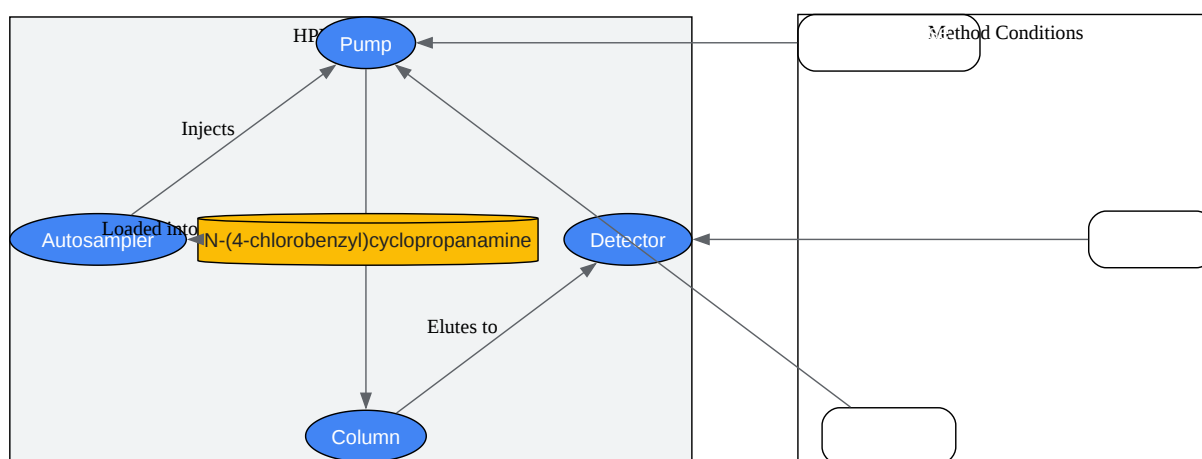 HP
Pump
Method Conditions
Injects
Loaded into
Autosampler
N-(4-chlorobenzyl)cyclopropanamine
Detector
Elutes to
Column